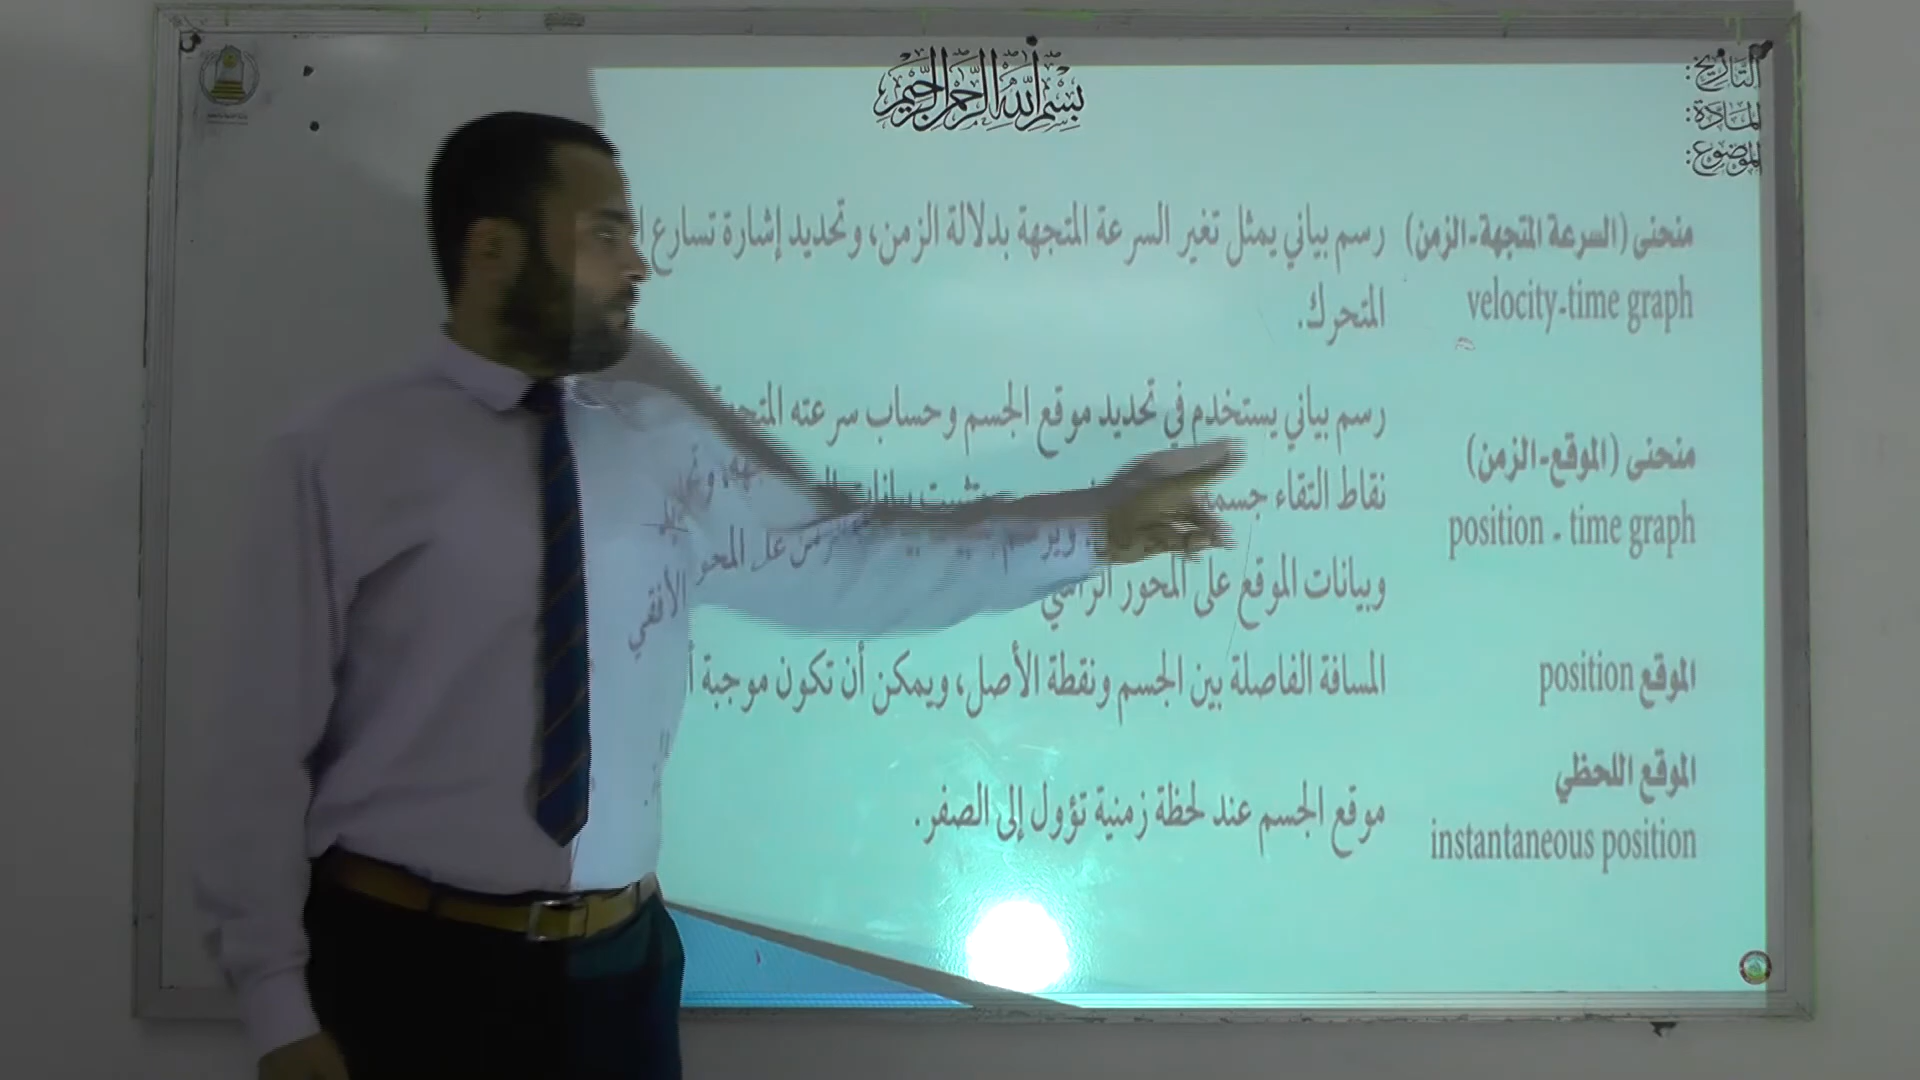 بسم الله الرحمن الرحيم
التاريخ:
المادة:
الموضوع:
منحنى (السرعة المتجهة-الزمن) رسم بياني يمثل تغير السرعة المتجهة بدلالة الزمن، وتحديد إشارة تسارع
velocity-time graph المتحرك.
رسم بياني يستخدم في تحديد موقع الجسم وحساب سرعته
منحنى (الموقع-الزمن)
نقاط التقاء
position - time graph
وبيانات الموقع على المحور
الموقع position المسافة الفاصلة بين الجسم ونقطة الأصل، ويمكن أن تكون موجبة
الموقع اللحظي
موقع الجسم عند لحظة زمنية تؤول إلى الصفر.
instantaneous position